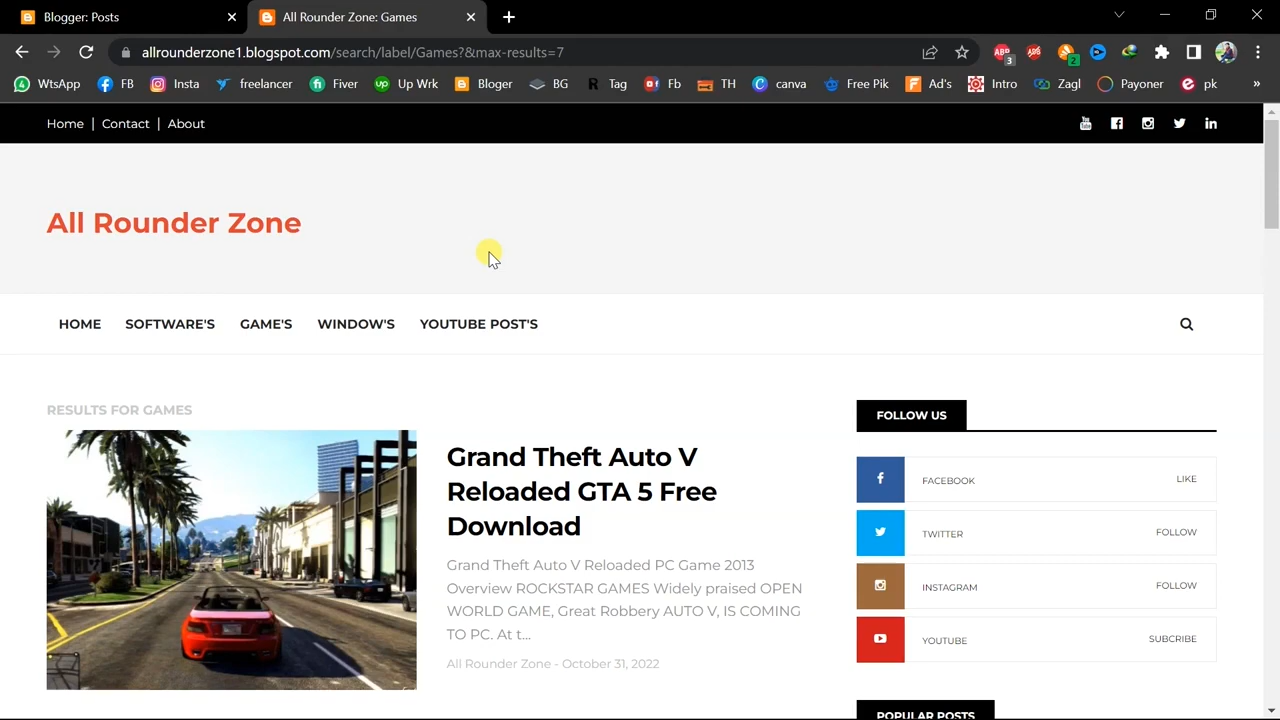 Blogger: Posts
All Rounder Zone: Games
allrounderzone1.blogspot.com/search/label/Games?&max-results=7
3
2
WtsApp FB Insta freelancer Fiver Up Wrk Bloger BG Tag Fb TH canva Free Pik Ad's Intro Zagl Payoner pk »
Home | Contact | About
All Rounder Zone
HOME SOFTWARE'S GAME'S WINDOW'S YOUTUBE POST'S
RESULTS FOR GAMES
Grand Theft Auto V
Reloaded GTA 5 Free
Download
Grand Theft Auto V Reloaded PC Game 2013
Overview ROCKSTAR GAMES Widely praised OPEN
WORLD GAME, Great Robbery AUTO V, IS COMING
TO PC. At t...
All Rounder Zone - October 31, 2022
FOLLOW US
FACEBOOK LIKE
TWITTER FOLLOW
INSTAGRAM FOLLOW
YOUTUBE SUBCRIBE
POPULAR POSTS